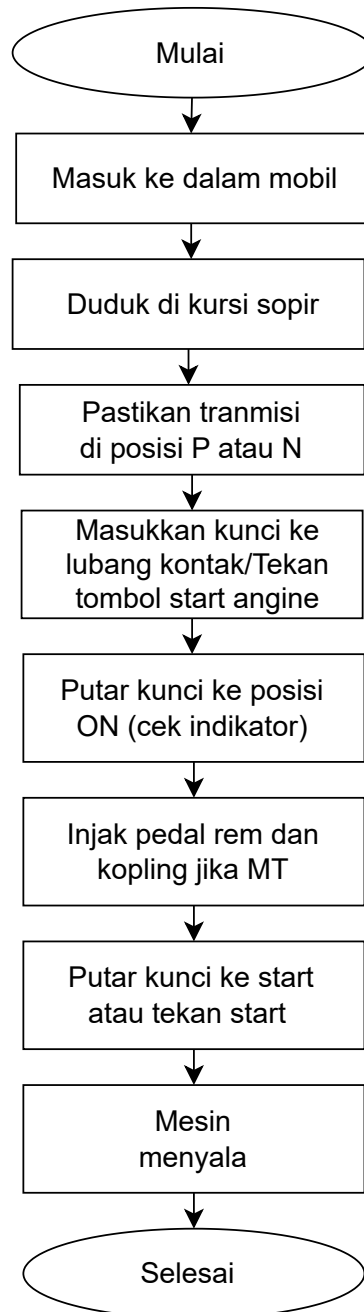 Mulai
Masuk ke dalam mobil
Duduk di kursi sopir
Pastikan tranmisi
di posisi P atau N
Masukkan kunci ke
lubang kontak/Tekan
tombol start angine
Putar kunci ke posisi
ON (cek indikator)
Injak pedal rem dan
kopling jika MT
Putar kunci ke start
atau tekan start
Mesin
menyala
Selesai